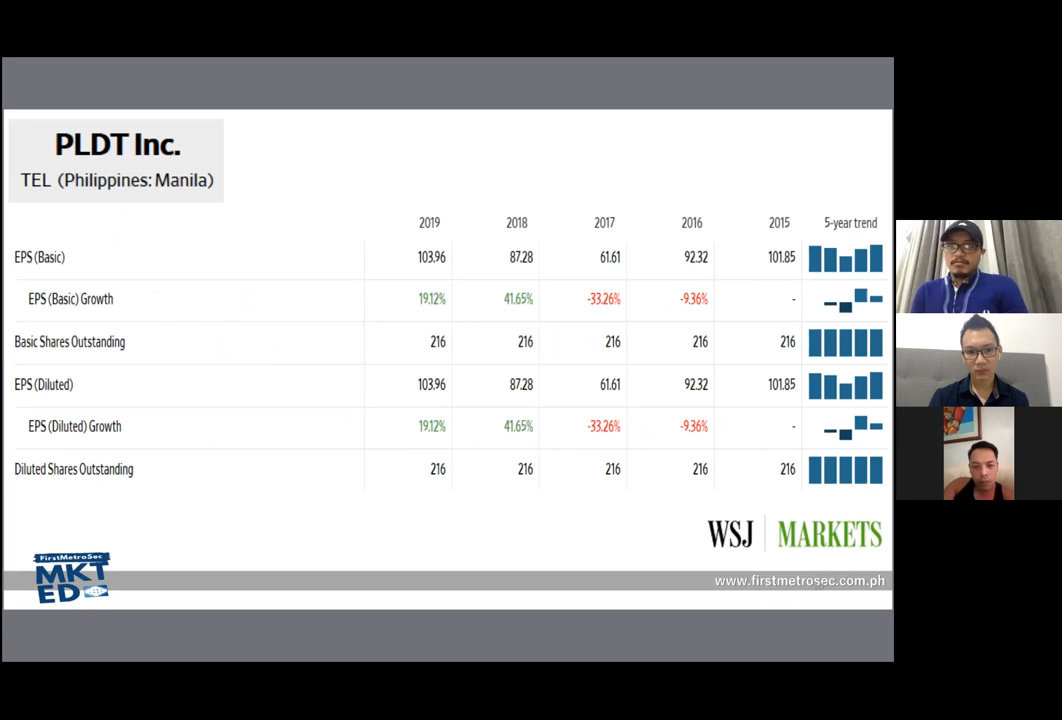 PLDT Inc.
TEL (Philippines: Manila)
2019 2018 2017 2016 2015 5-year trend
EPS (Basic) 103.96 87.28 61.61 92.32 101.85
EPS (Basic) Growth 19.12% 41.65% -33.26% -9.36% -
Basic Shares Outstanding 216 216 216 216 216
EPS (Diluted) 103.96 87.28 61.61 92.32 101.85
EPS (Diluted) Growth 19.12% 41.65% -33.26% -9.36% -
Diluted Shares Outstanding 216 216 216 216 216
WSJ MARKETS
FirstMetroSec
MKT
ED
www.firstmetrosec.com.ph